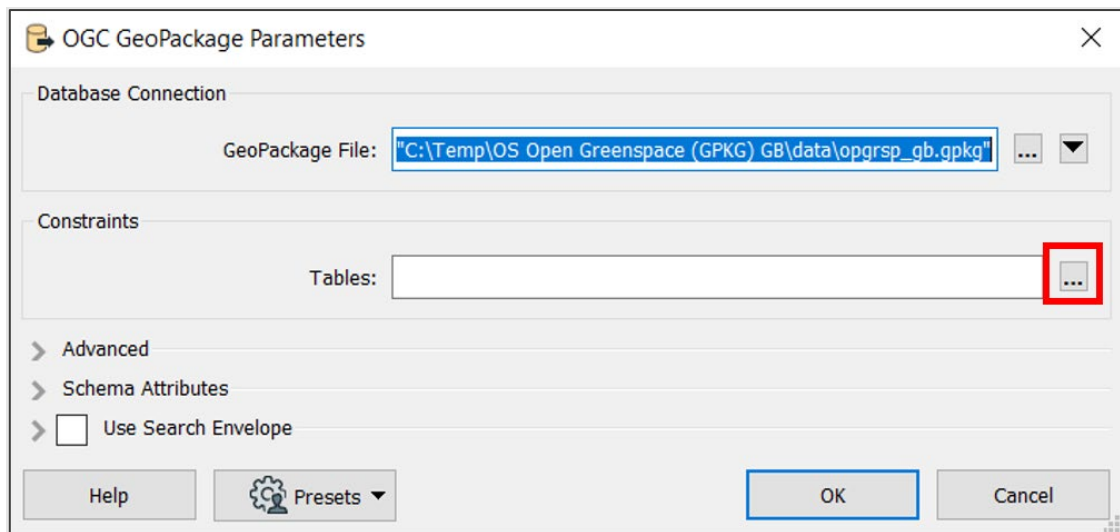 OGC GeoPackage Parameters
Database Connection
GeoPackage File: "C:\Temp\OS Open Greenspace (GPKG) GB\data\opgrsp_gb.gpkg" ...
Constraints
Tables: ...
Advanced
Schema Attributes
Use Search Envelope
Help Presets OK Cancel